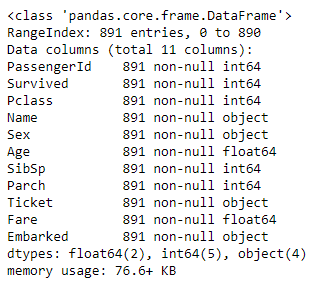 <class 'pandas.core.frame.DataFrame'>
RangeIndex: 891 entries, 0 to 890
Data columns (total 11 columns):
PassengerId    891 non-null int64
Survived       891 non-null int64
Pclass         891 non-null int64
Name           891 non-null object
Sex            891 non-null object
Age            891 non-null float64
SibSp          891 non-null int64
Parch          891 non-null int64
Ticket         891 non-null object
Fare           891 non-null float64
Embarked       891 non-null object
dtypes: float64(2), int64(5), object(4)
memory usage: 76.6+ KB